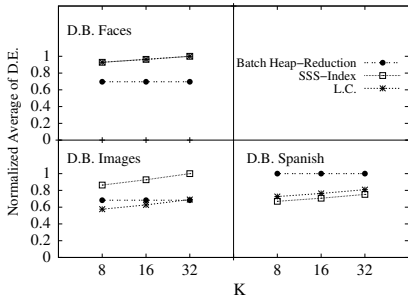 Normalized Average of D.E.
D.B. Faces
1
0.8
0.6
0.4
0.2
0
Batch Heap−Reduction
SSS−Index
L.C.
D.B. Images
1
0.8
0.6
0.4
0.2
0
8 16 32
D.B. Spanish
8 16 32
K